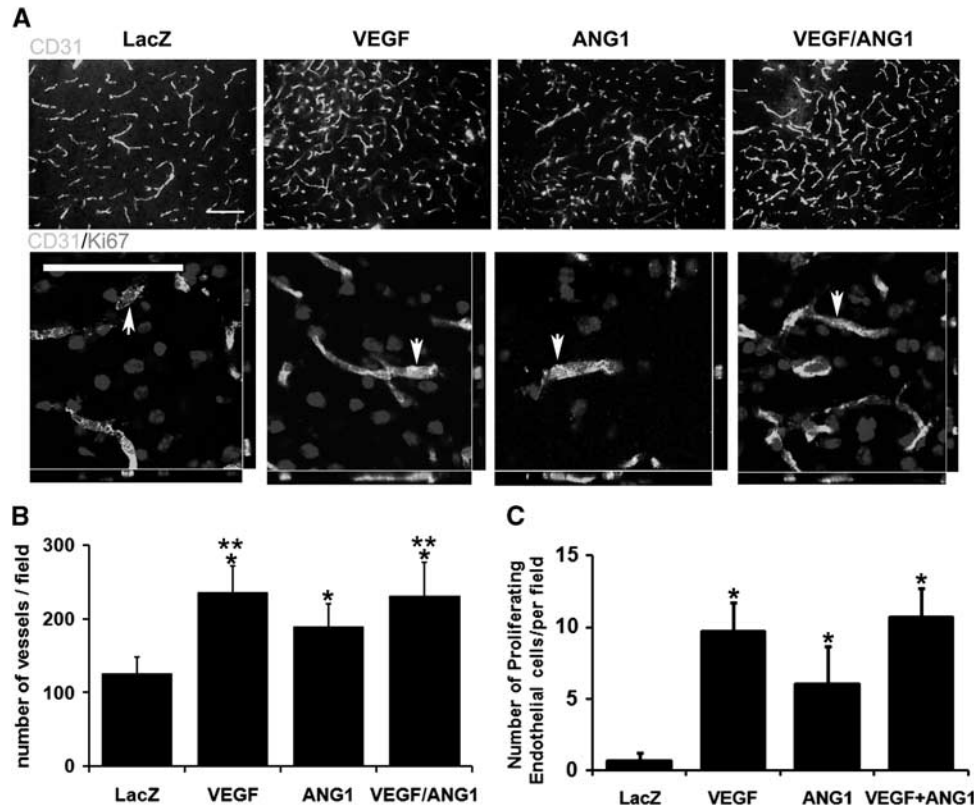 A
LacZ VEGF ANG1 VEGF/ANG1
CD31
CD31/Ki67
B
number of vessels / field
300
200
100
0
** *
*
** *
LacZ VEGF ANG1 VEGF/ANG1
C
Number of Proliferating
Endothelial cells/per field
15
10
5
0
*
*
*
LacZ VEGF ANG1 VEGF+ANG1